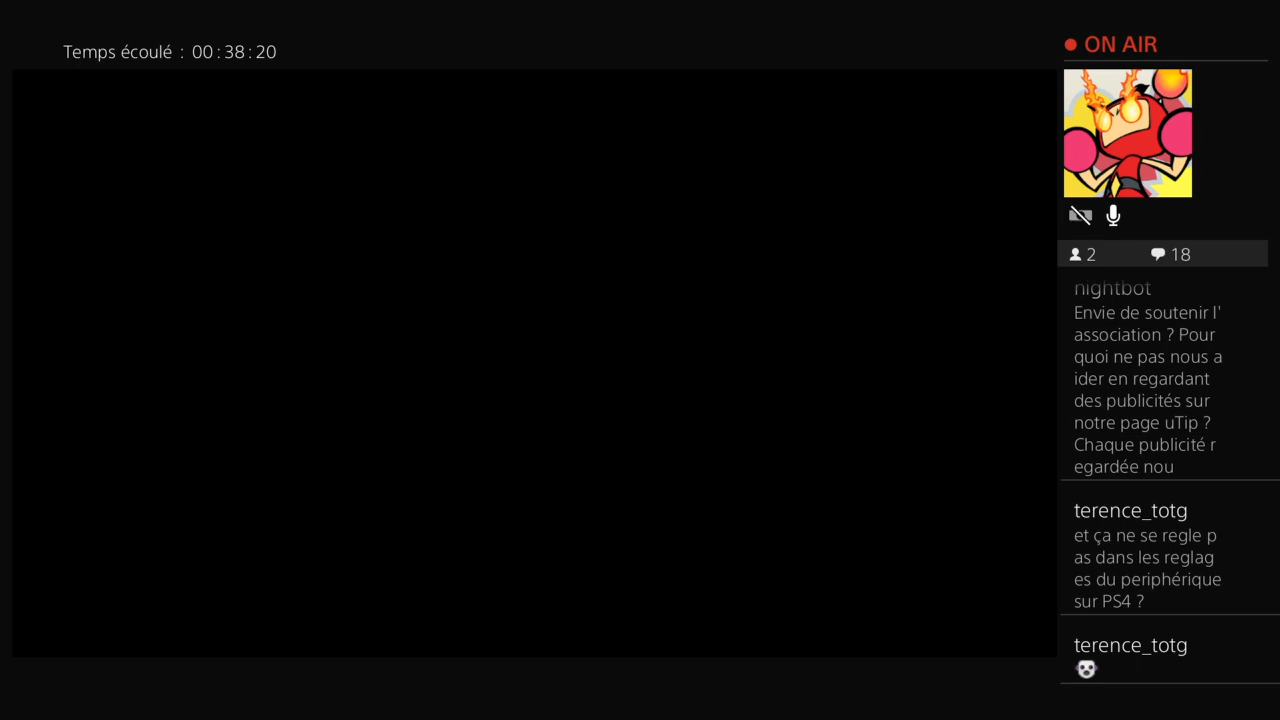 Temps écoulé : 00:38:20
ON AIR
2
18
nightbot
Envie de soutenir l'
association ? Pour
quoi ne pas nous a
ider en regardant
des publicités sur
notre page uTip ?
Chaque publicité r
egardée nou
terence_totg
et ça ne se regle p
as dans les reglag
es du periphérique
sur PS4 ?
terence_totg